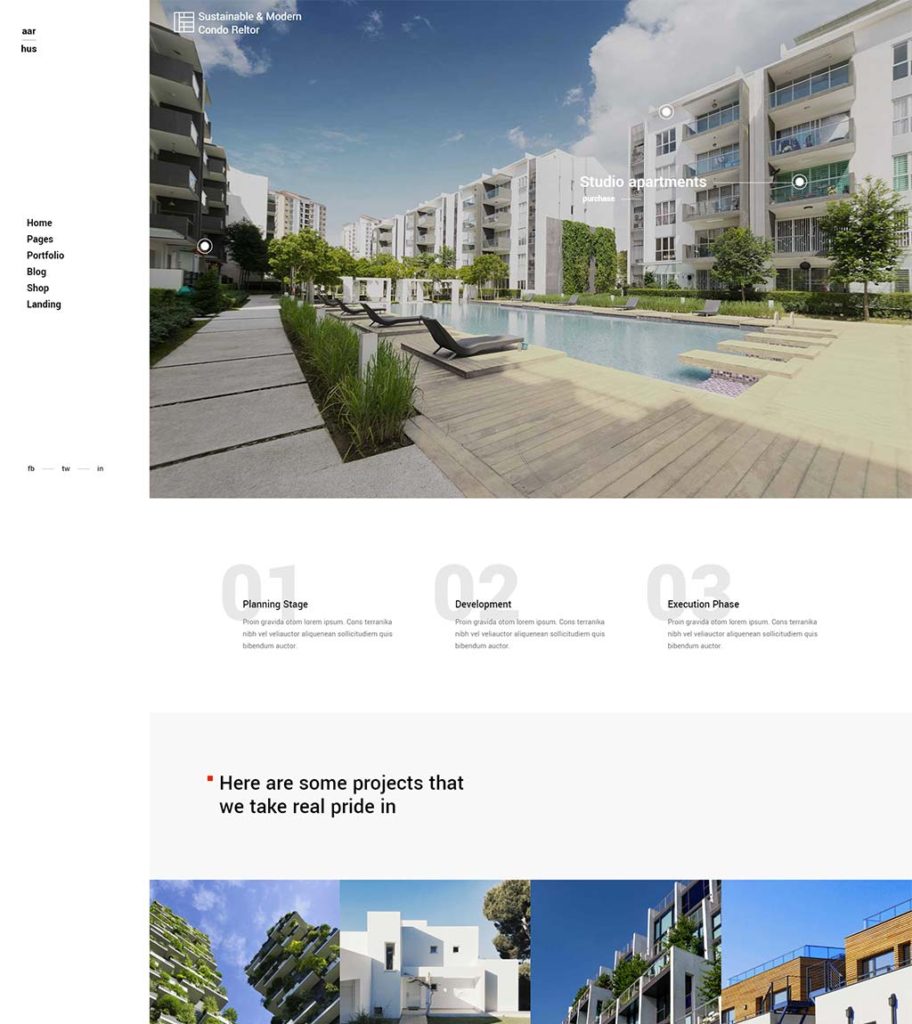 aar
hus
Home
Pages
Portfolio
Blog
Shop
Landing
fb
tw
in
Sustainable & Modern
Condo Reltor
Studio apartments
purchase
01
Planning Stage
Proin gravida otom lorem ipsum. Cons terranika
nibh vel veliauctor aliquenean sollicitudiem quis
bibendum auctor.
02
Development
Proin gravida otom lorem ipsum. Cons terranika
nibh vel veliauctor aliquenean sollicitudiem quis
bibendum auctor.
03
Execution Phase
Proin gravida otom lorem ipsum. Cons terranika
nibh vel veliauctor aliquenean sollicitudiem quis
bibendum auctor.
Here are some projects that
we take real pride in